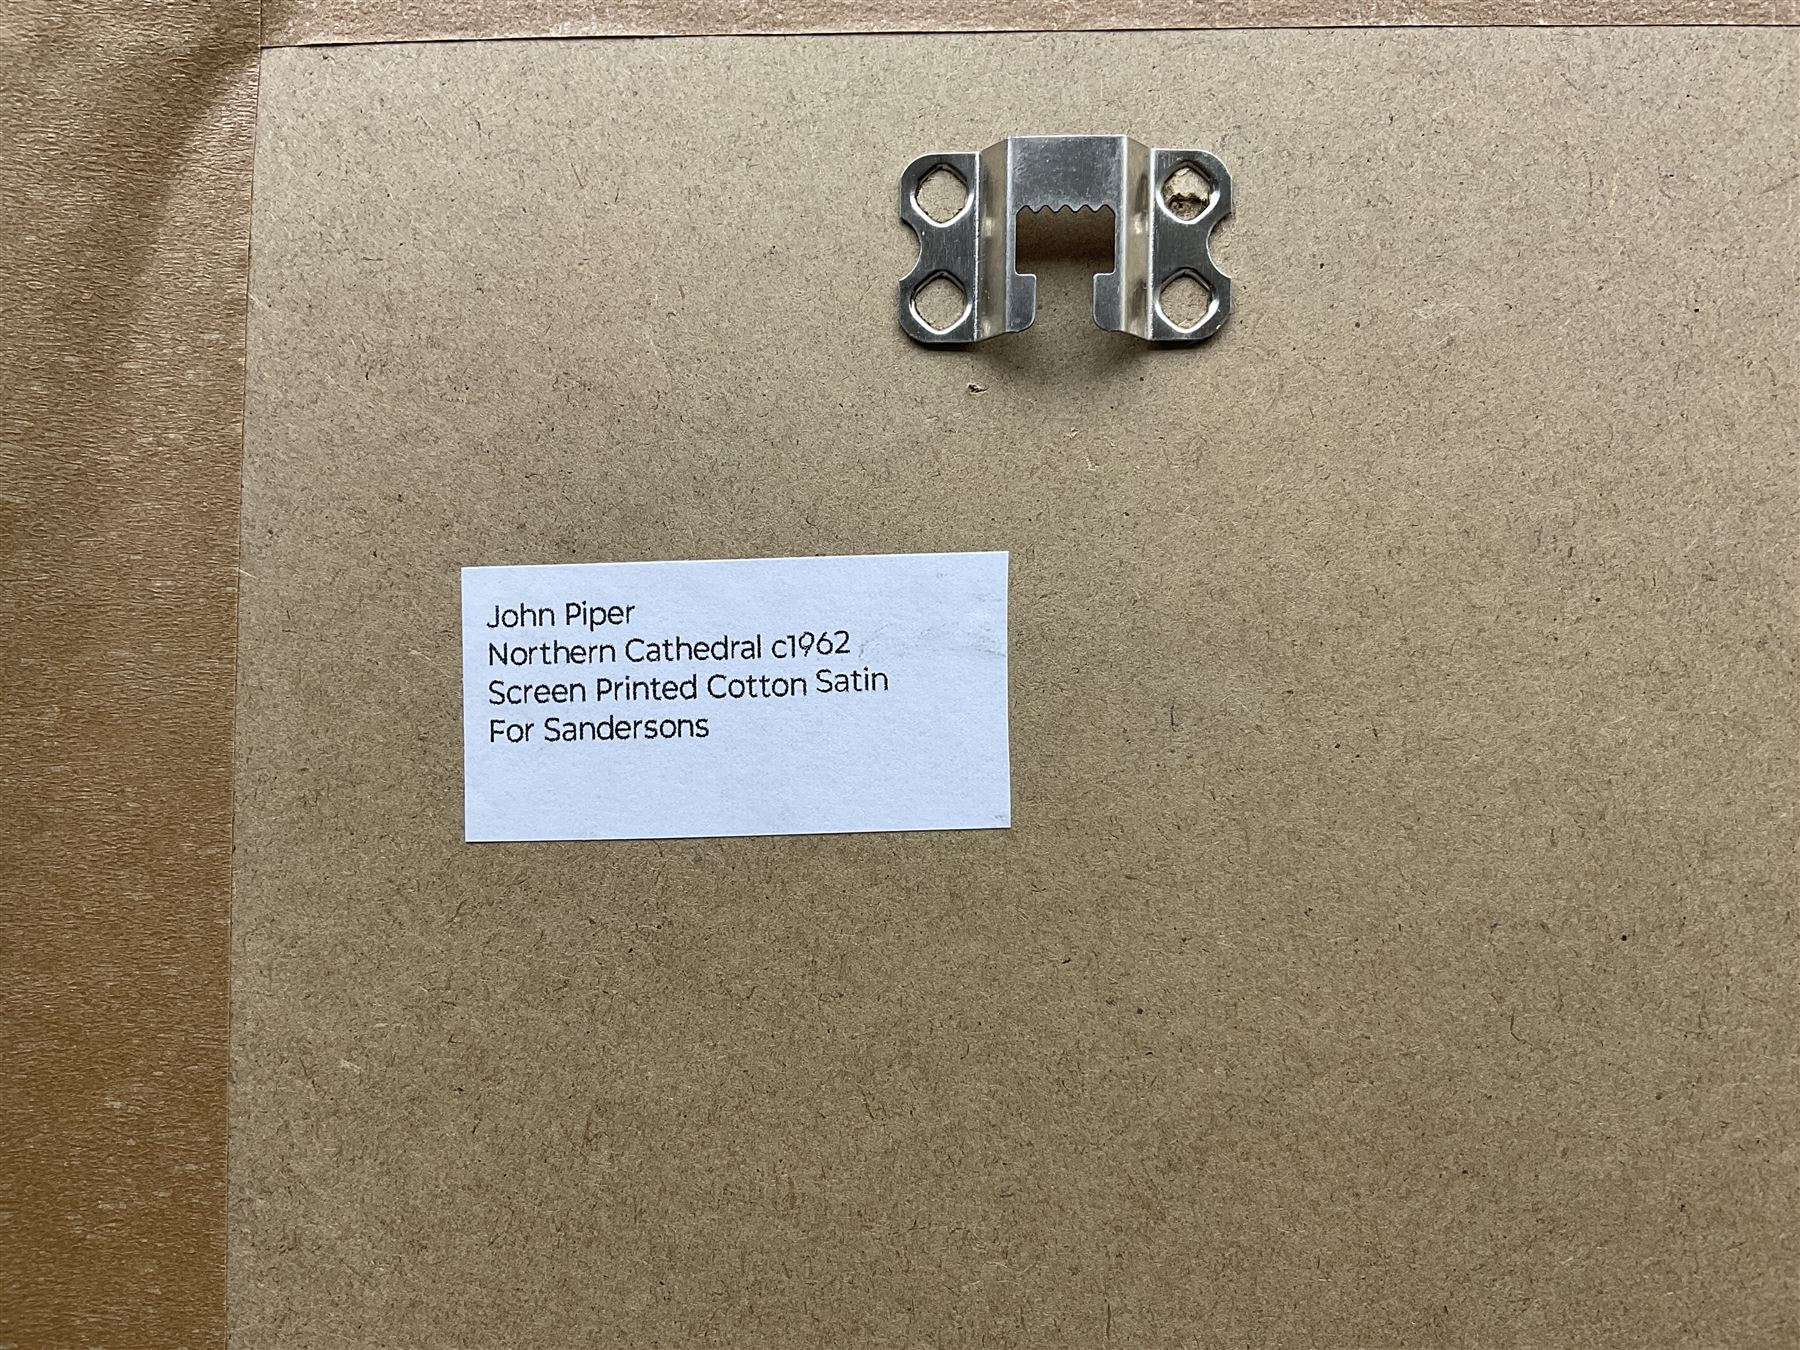 John Piper
Northern Cathedral c1962
Screen Printed Cotton Satin
For Sandersons